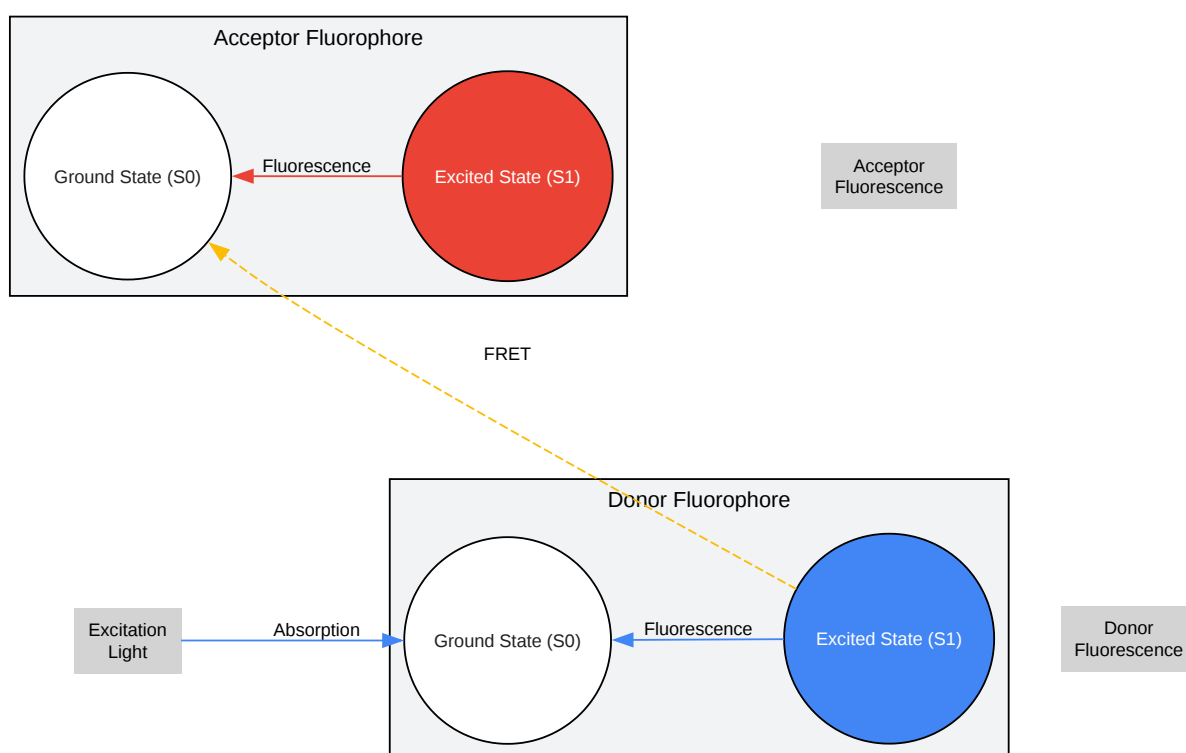 Acceptor Fluorophore
Ground State (S0)
Fluorescence
Excited State (S1)
Acceptor
Fluorescence
FRET
Donor Fluorophore
Excitation
Light
Absorption
Ground State (S0)
Fluorescence
Excited State (S1)
Donor
Fluorescence